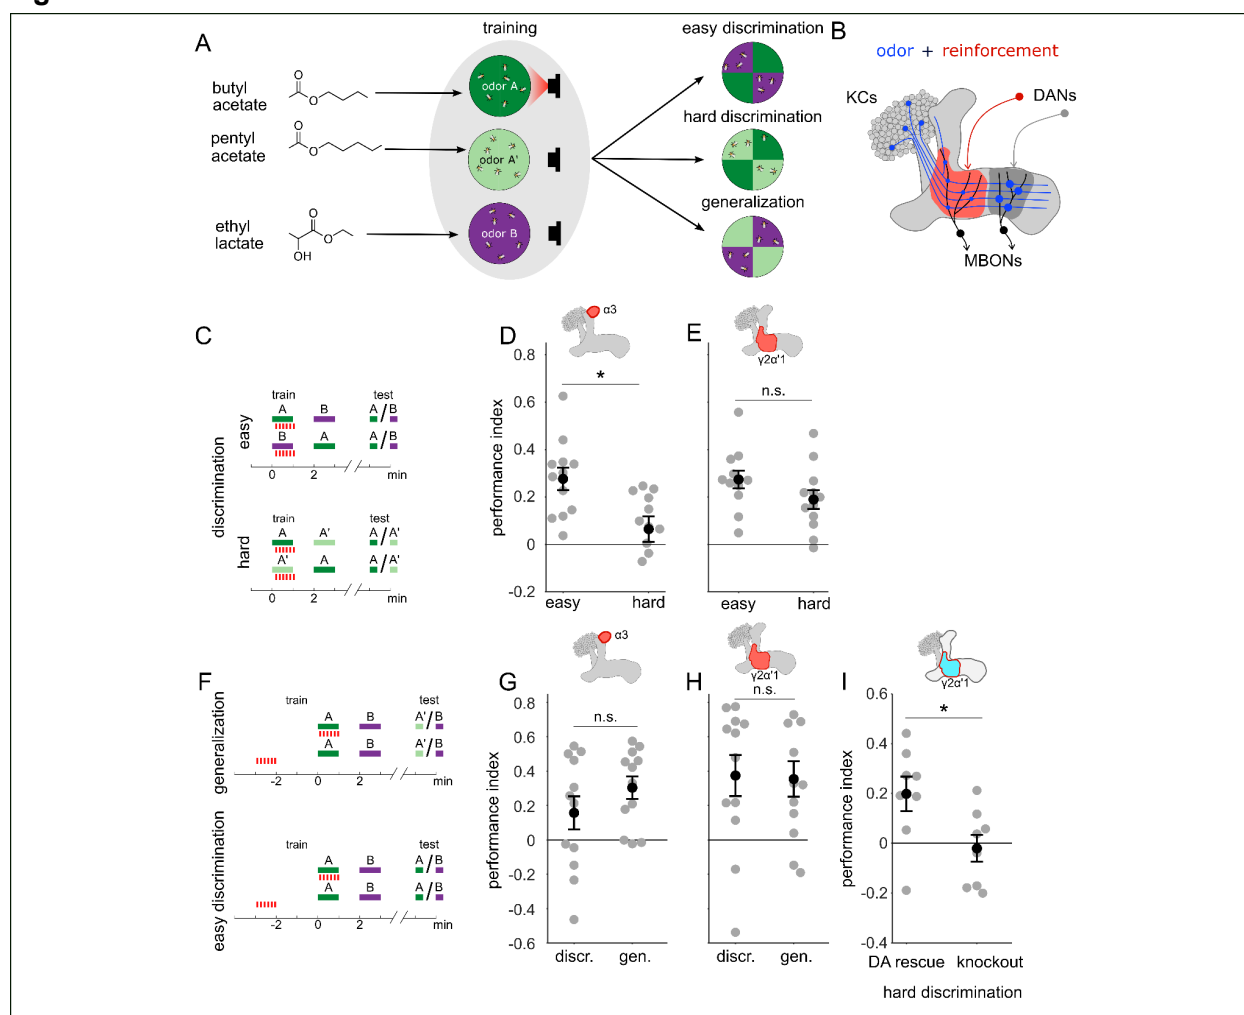 A
training
easy discrimination
B
odor + reinforcement
butyl
acetate
O
O
odor A
KCs
DANs
hard discrimination
pentyl
acetate
O
O
odor A'
generalization
ethyl
lactate
O
O
OH
odor B
MBONs
C
D
α3
E
γ2α'1
discrimination
easy
train
test
A
B
A / B
B
A
A / B
0
2
min
hard
train
test
A
A'
A / A'
A'
A
A / A'
0
2
min
performance index
0.8
0.6
0.4
0.2
0
-0.2
*
easy
hard
n.s.
easy
hard
F
G
α3
H
γ2α'1
I
γ2α'1
generalization
train
test
A
B
A' / B
A
B
A' / B
-2
0
2
min
easy discrimination
train
test
A
B
A / B
A
B
A / B
-2
0
2
min
performance index
0.8
0.6
0.4
0.2
0
-0.2
-0.4
-0.6
n.s.
discr.
gen.
n.s.
discr.
gen.
performance index
0.6
0.4
0.2
0
-0.2
-0.4
*
DA rescue
knockout
hard discrimination